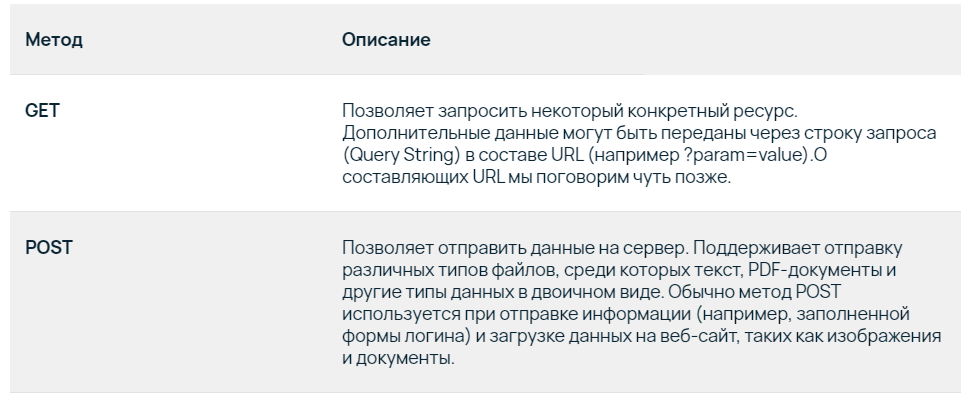 Метод
Описание
GET
Позволяет запросить некоторый конкретный ресурс.
Дополнительные данные могут быть переданы через строку запроса
(Query String) в составе URL (например ?param=value).О
составляющих URL мы поговорим чуть позже.
POST
Позволяет отправить данные на сервер. Поддерживает отправку
различных типов файлов, среди которых текст, PDF-документы и
другие типы данных в двоичном виде. Обычно метод POST
используется при отправке информации (например, заполненной
формы логина) и загрузке данных на веб-сайт, таких как изображения
и документы.